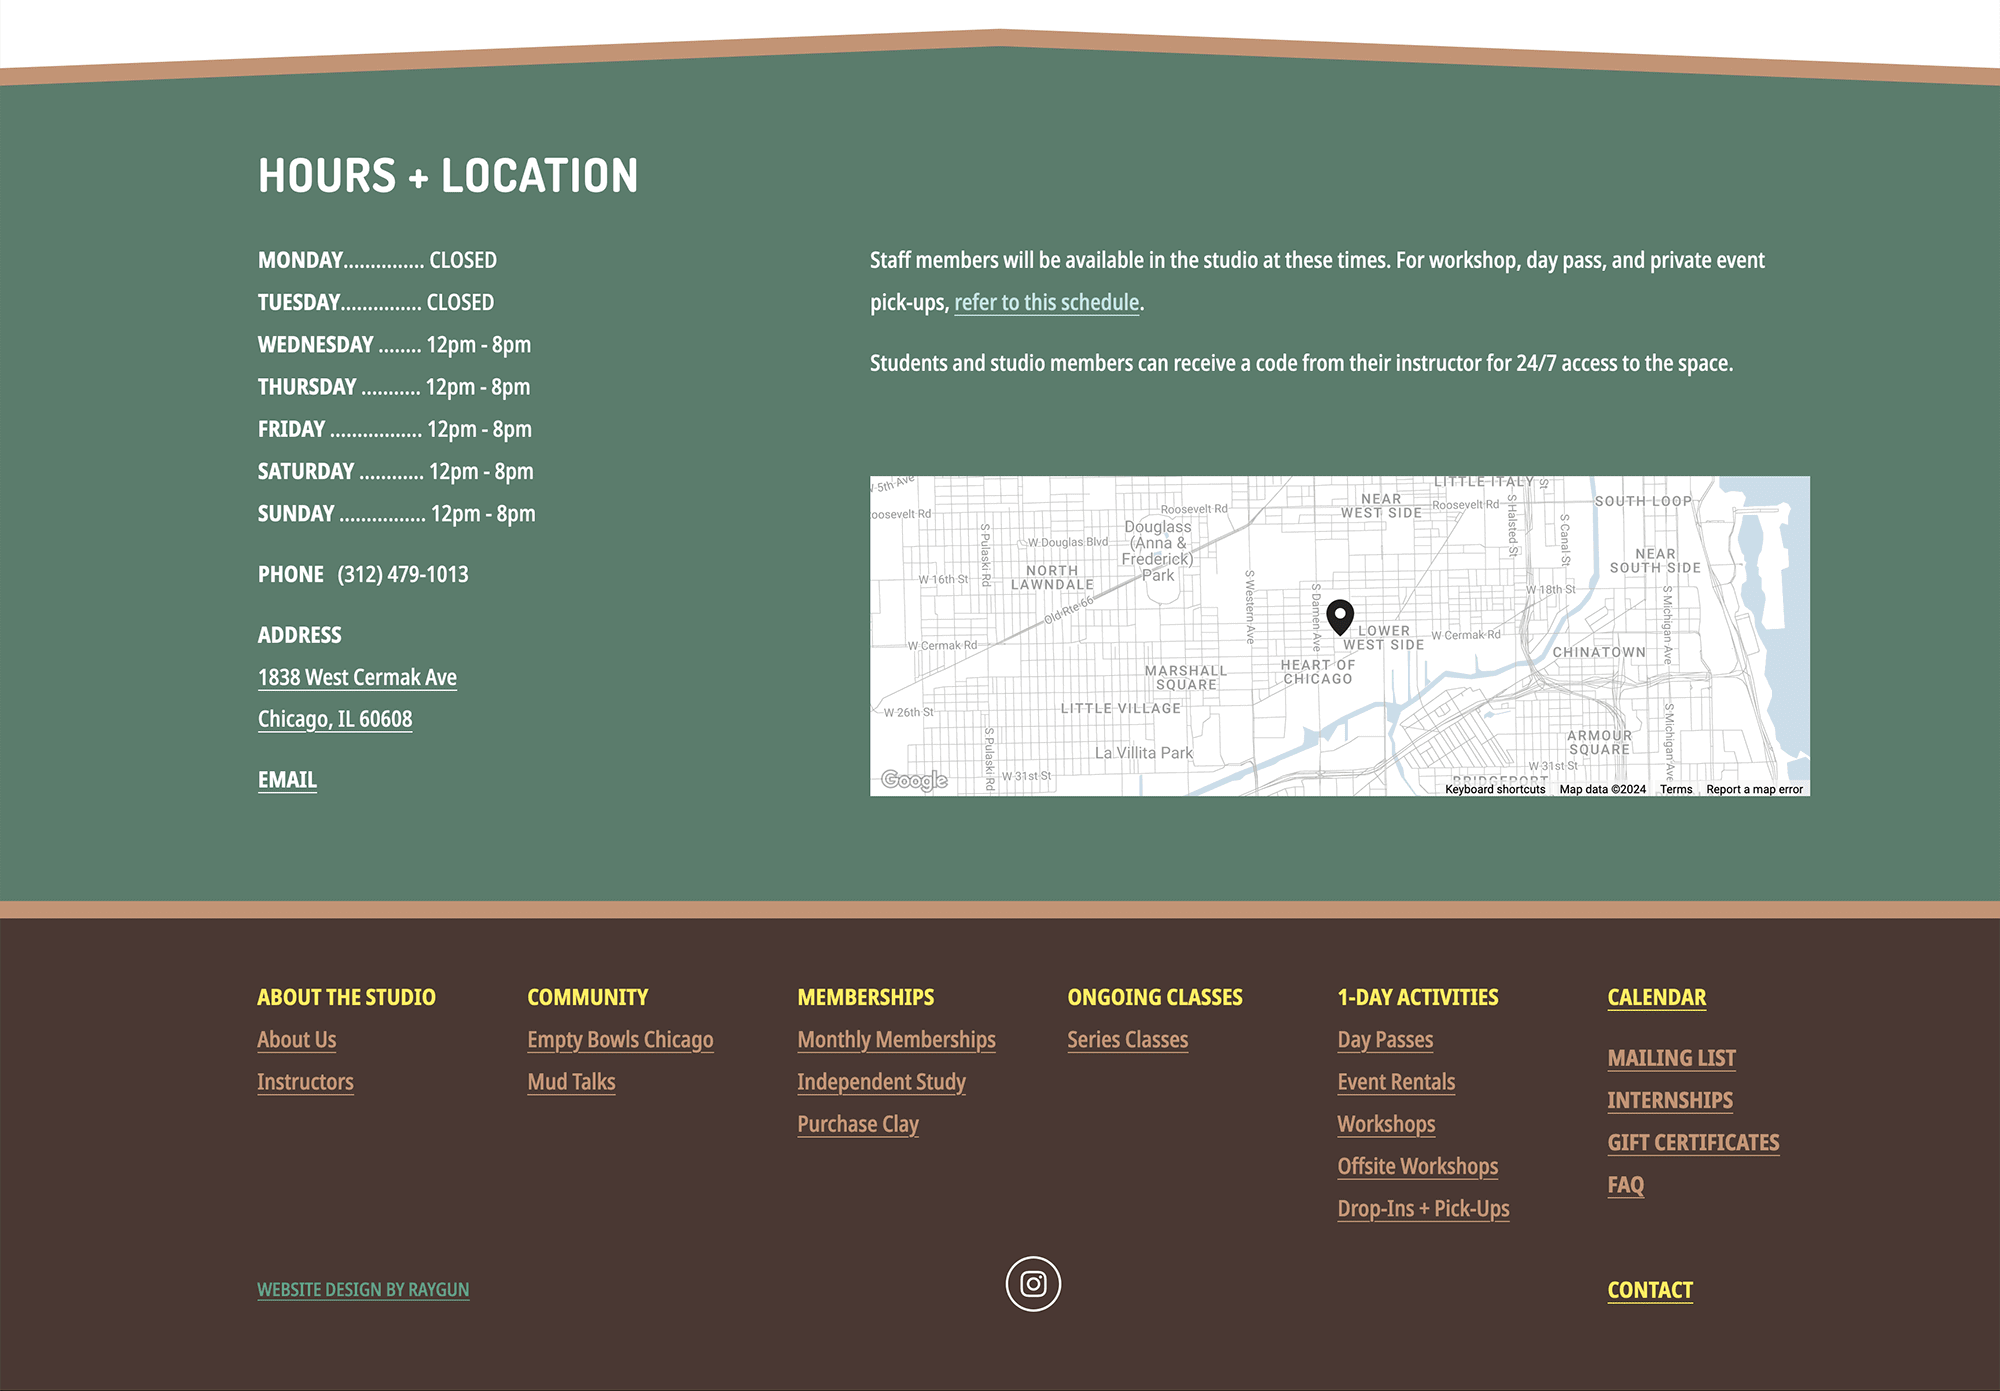 HOURS + LOCATION
MONDAY............... CLOSED
TUESDAY............... CLOSED
WEDNESDAY ........ 12pm - 8pm
THURSDAY ........... 12pm - 8pm
FRIDAY ................. 12pm - 8pm
SATURDAY ............ 12pm - 8pm
SUNDAY ................ 12pm - 8pm
PHONE (312) 479-1013
ADDRESS
1838 West Cermak Ave
Chicago, IL 60608
EMAIL
Staff members will be available in the studio at these times. For workshop, day pass, and private event
pick-ups, refer to this schedule.
Students and studio members can receive a code from their instructor for 24/7 access to the space.
W 5th Ave
LITTLE ITALY
St
NEAR
WEST SIDE
Roosevelt Rd
SOUTH LOOP
oosevelt Rd
Roosevelt Rd
S Halsted St
S Canal St
Douglass
(Anna &
Frederick)
Park
S Pulaski Rd
W Douglas Blvd
NEAR
SOUTH SIDE
NORTH
LAWNDALE
W 16th St
S Western Ave
S Damen Ave
W 18th St
S Michigan Ave
Old Rte 66
LOWER
WEST SIDE
W Cermak Rd
W Cermak Rd
CHINATOWN
MARSHALL
SQUARE
HEART OF
CHICAGO
LITTLE VILLAGE
W 26th St
S Michigan Ave
S Pulaski Rd
La Villita Park
ARMOUR
SQUARE
W 31st St
W 31st St
BRIDGEPORT
Google
Keyboard shortcuts Map data ©2024 Terms Report a map error
ABOUT THE STUDIO
About Us
Instructors
COMMUNITY
Empty Bowls Chicago
Mud Talks
MEMBERSHIPS
Monthly Memberships
Independent Study
Purchase Clay
ONGOING CLASSES
Series Classes
1-DAY ACTIVITIES
Day Passes
Event Rentals
Workshops
Offsite Workshops
Drop-Ins + Pick-Ups
CALENDAR
MAILING LIST
INTERNSHIPS
GIFT CERTIFICATES
FAQ
WEBSITE DESIGN BY RAYGUN
CONTACT